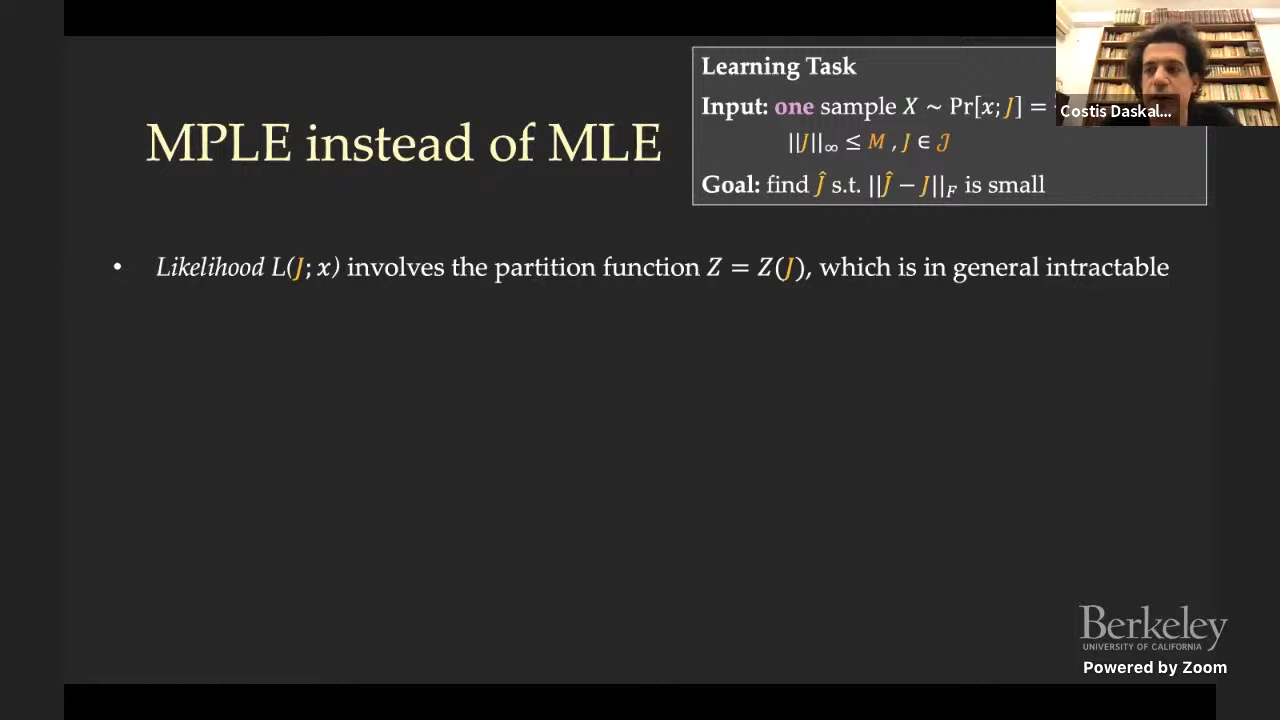 Learning Task
Input: one sample X ~ Pr[x; J] =
||J||∞ ≤ M , J ∈ 𝒥
Goal: find Ĵ s.t. ||Ĵ − J||_F is small
Costis Daskal...
MPLE instead of MLE
• Likelihood L(J; x) involves the partition function Z = Z(J), which is in general intractable
Berkeley
UNIVERSITY OF CALIFORNIA
Powered by Zoom